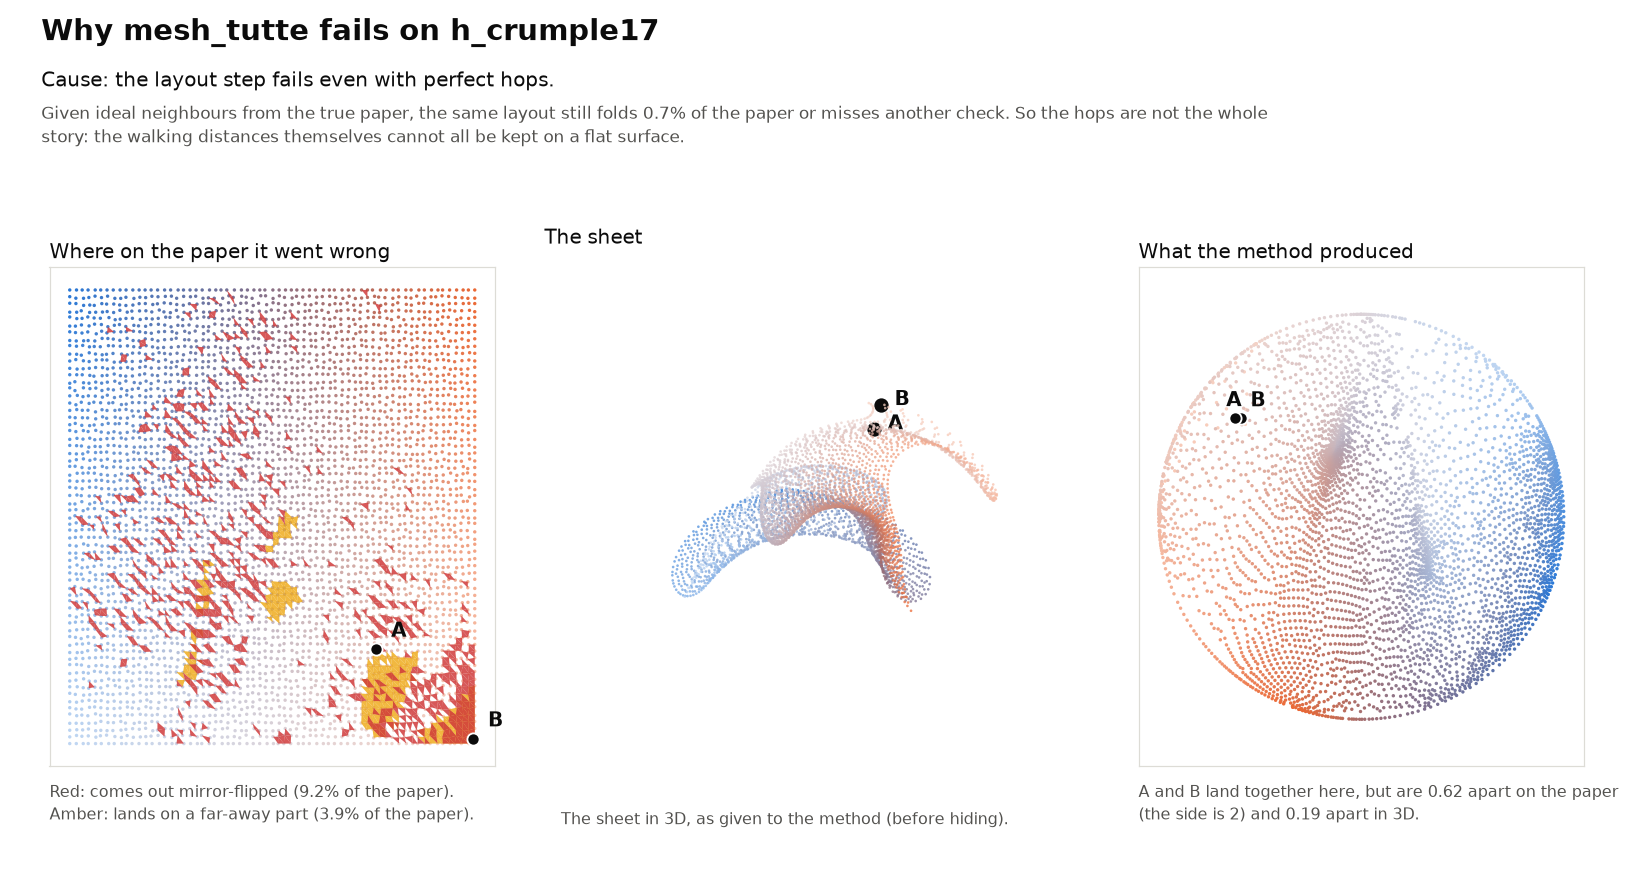 Why mesh_tutte fails on h_crumple17
Cause: the layout step fails even with perfect hops.
Given ideal neighbours from the true paper, the same layout still folds 0.7% of the paper or misses another check. So the hops are not the whole
story: the walking distances themselves cannot all be kept on a flat surface.
Where on the paper it went wrong
A
B
Red: comes out mirror-flipped (9.2% of the paper).
Amber: lands on a far-away part (3.9% of the paper).
The sheet
B
A
The sheet in 3D, as given to the method (before hiding).
What the method produced
A B
A and B land together here, but are 0.62 apart on the paper
(the side is 2) and 0.19 apart in 3D.